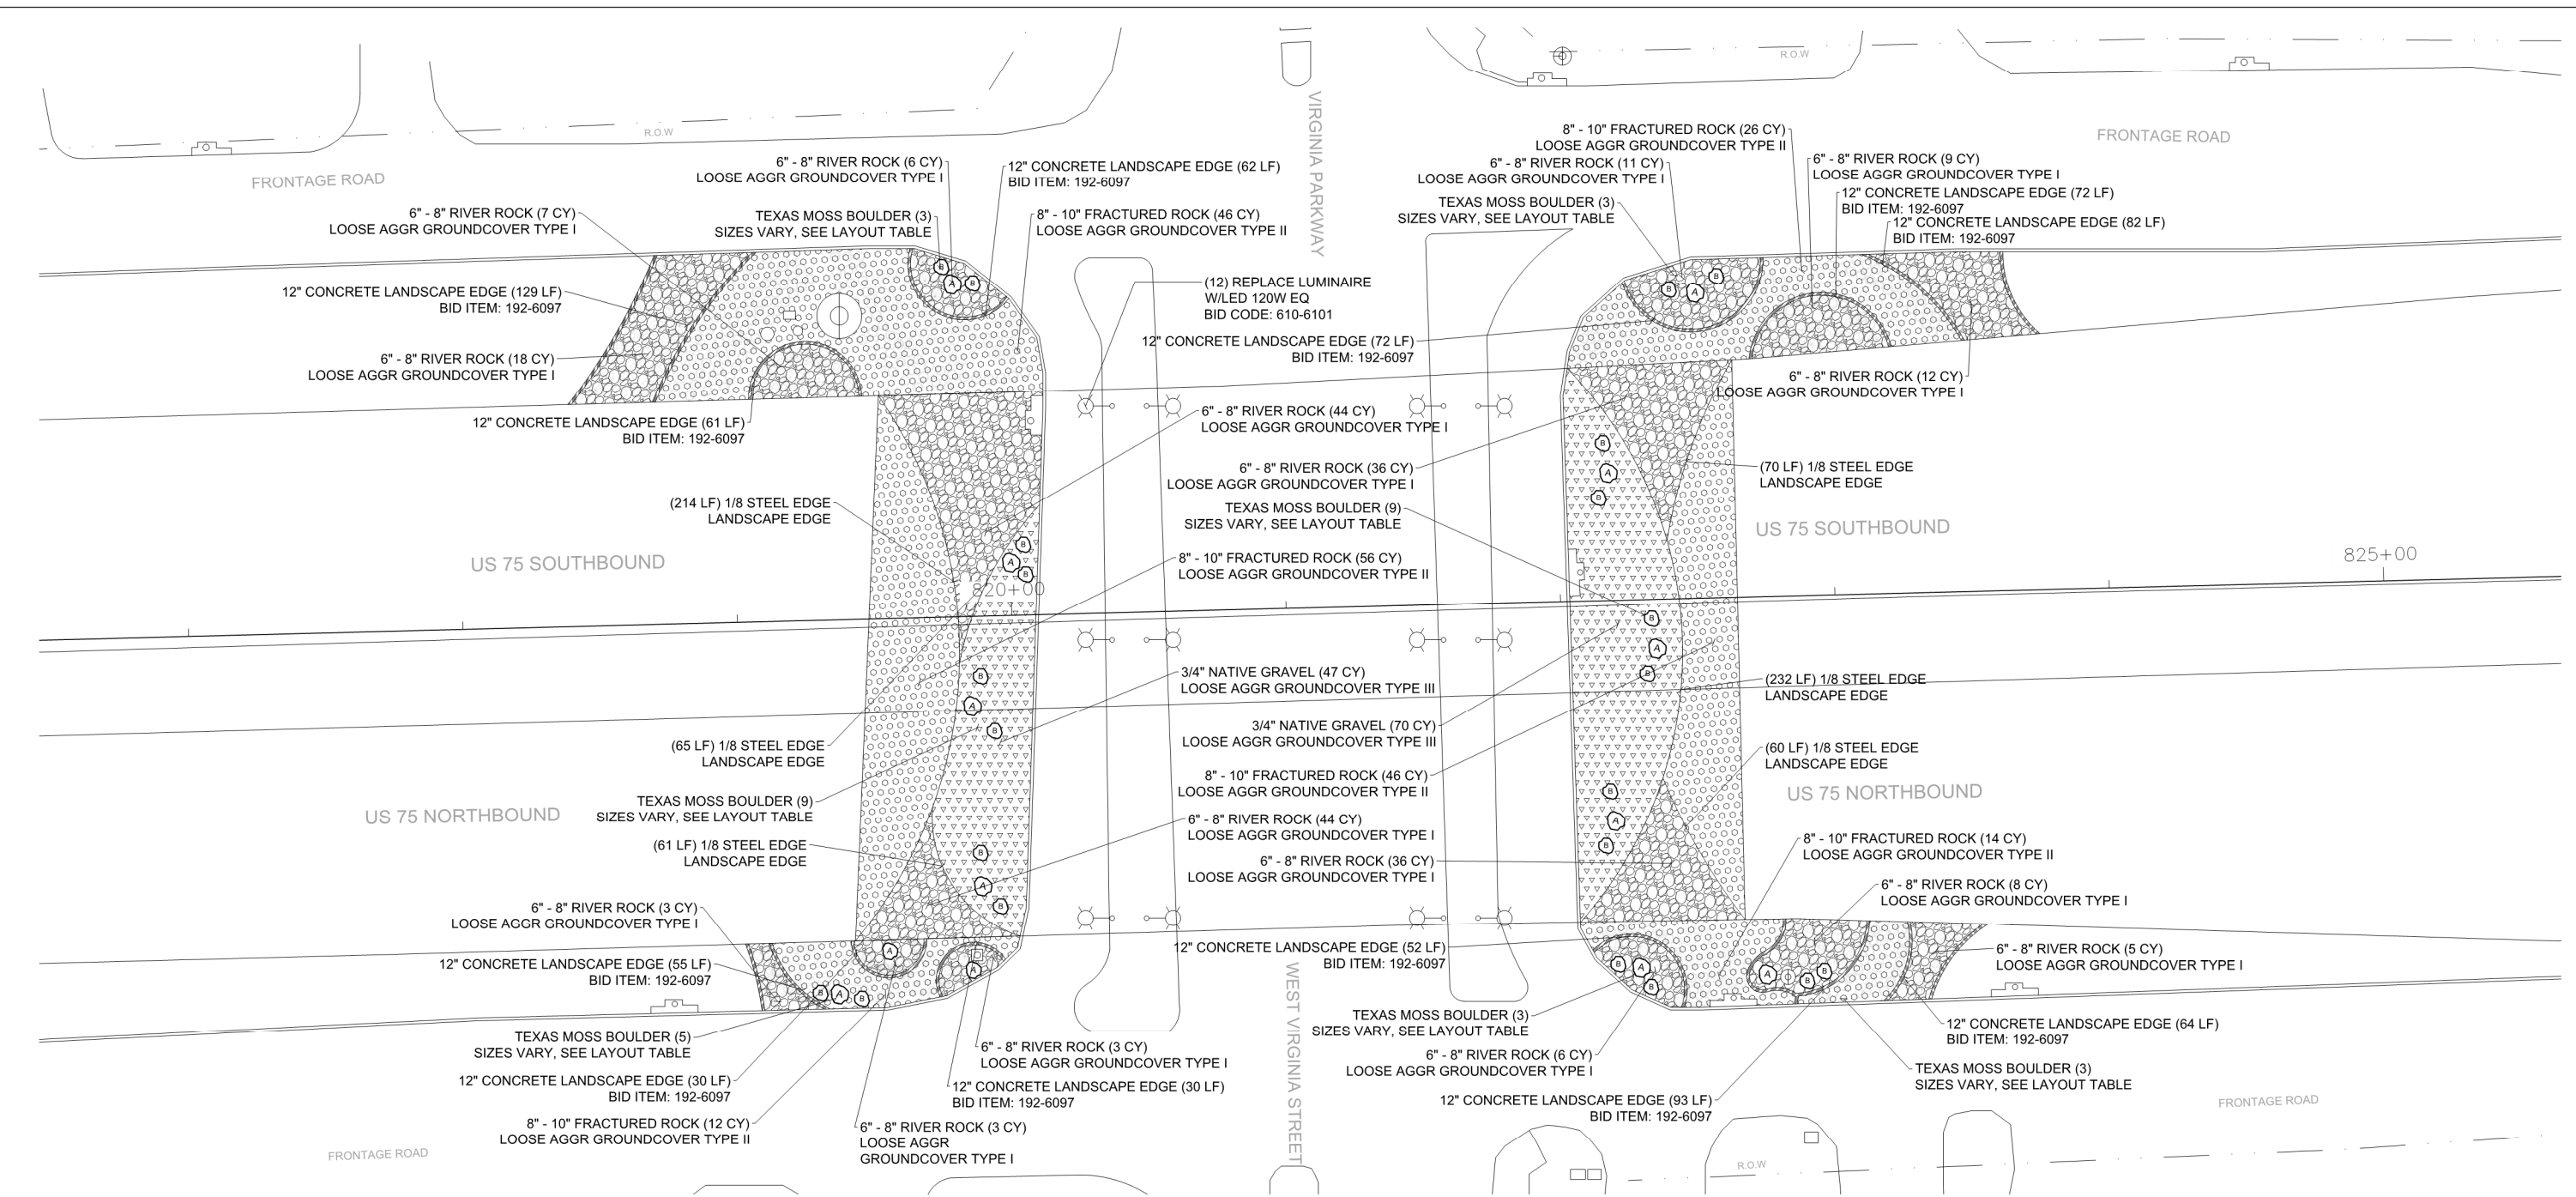 R.O.W
R.O.W
VIRGINIA PARKWAY
FRONTAGE ROAD
FRONTAGE ROAD
6" - 8" RIVER ROCK (6 CY)
LOOSE AGGR GROUNDCOVER TYPE I
12" CONCRETE LANDSCAPE EDGE (62 LF)
BID ITEM: 192-6097
6" - 8" RIVER ROCK (7 CY)
LOOSE AGGR GROUNDCOVER TYPE I
TEXAS MOSS BOULDER (3)
SIZES VARY, SEE LAYOUT TABLE
8" - 10" FRACTURED ROCK (46 CY)
LOOSE AGGR GROUNDCOVER TYPE II
12" CONCRETE LANDSCAPE EDGE (129 LF)
BID ITEM: 192-6097
(12) REPLACE LUMINAIRE
W/LED 120W EQ
BID CODE: 610-6101
6" - 8" RIVER ROCK (18 CY)
LOOSE AGGR GROUNDCOVER TYPE I
12" CONCRETE LANDSCAPE EDGE (61 LF)
BID ITEM: 192-6097
8" - 10" FRACTURED ROCK (26 CY)
LOOSE AGGR GROUNDCOVER TYPE II
6" - 8" RIVER ROCK (11 CY)
LOOSE AGGR GROUNDCOVER TYPE I
6" - 8" RIVER ROCK (9 CY)
LOOSE AGGR GROUNDCOVER TYPE I
12" CONCRETE LANDSCAPE EDGE (72 LF)
BID ITEM: 192-6097
TEXAS MOSS BOULDER (3)
SIZES VARY, SEE LAYOUT TABLE
12" CONCRETE LANDSCAPE EDGE (82 LF)
BID ITEM: 192-6097
12" CONCRETE LANDSCAPE EDGE (72 LF)
BID ITEM: 192-6097
6" - 8" RIVER ROCK (12 CY)
LOOSE AGGR GROUNDCOVER TYPE I
B
A
B
B
A
B
6" - 8" RIVER ROCK (44 CY)
LOOSE AGGR GROUNDCOVER TYPE I
6" - 8" RIVER ROCK (36 CY)
LOOSE AGGR GROUNDCOVER TYPE I
(70 LF) 1/8 STEEL EDGE
LANDSCAPE EDGE
(214 LF) 1/8 STEEL EDGE
LANDSCAPE EDGE
TEXAS MOSS BOULDER (9)
SIZES VARY, SEE LAYOUT TABLE
US 75 SOUTHBOUND
US 75 SOUTHBOUND
8" - 10" FRACTURED ROCK (56 CY)
LOOSE AGGR GROUNDCOVER TYPE II
820+00
825+00
B
A
B
B
A
B
B
A
B
B
A
B
3/4" NATIVE GRAVEL (47 CY)
LOOSE AGGR GROUNDCOVER TYPE III
(232 LF) 1/8 STEEL EDGE
LANDSCAPE EDGE
3/4" NATIVE GRAVEL (70 CY)
LOOSE AGGR GROUNDCOVER TYPE III
(65 LF) 1/8 STEEL EDGE
LANDSCAPE EDGE
(60 LF) 1/8 STEEL EDGE
LANDSCAPE EDGE
8" - 10" FRACTURED ROCK (46 CY)
LOOSE AGGR GROUNDCOVER TYPE II
US 75 NORTHBOUND
US 75 NORTHBOUND
TEXAS MOSS BOULDER (9)
SIZES VARY, SEE LAYOUT TABLE
6" - 8" RIVER ROCK (44 CY)
LOOSE AGGR GROUNDCOVER TYPE I
(61 LF) 1/8 STEEL EDGE
LANDSCAPE EDGE
6" - 8" RIVER ROCK (36 CY)
LOOSE AGGR GROUNDCOVER TYPE I
8" - 10" FRACTURED ROCK (14 CY)
LOOSE AGGR GROUNDCOVER TYPE II
6" - 8" RIVER ROCK (8 CY)
LOOSE AGGR GROUNDCOVER TYPE I
B
A
B
B
A
B
6" - 8" RIVER ROCK (3 CY)
LOOSE AGGR GROUNDCOVER TYPE I
12" CONCRETE LANDSCAPE EDGE (55 LF)
BID ITEM: 192-6097
12" CONCRETE LANDSCAPE EDGE (52 LF)
BID ITEM: 192-6097
6" - 8" RIVER ROCK (5 CY)
LOOSE AGGR GROUNDCOVER TYPE I
A
A
B
A
B
B
A
B
A
B
B
TEXAS MOSS BOULDER (5)
SIZES VARY, SEE LAYOUT TABLE
6" - 8" RIVER ROCK (3 CY)
LOOSE AGGR GROUNDCOVER TYPE I
TEXAS MOSS BOULDER (3)
SIZES VARY, SEE LAYOUT TABLE
12" CONCRETE LANDSCAPE EDGE (64 LF)
BID ITEM: 192-6097
12" CONCRETE LANDSCAPE EDGE (30 LF)
BID ITEM: 192-6097
12" CONCRETE LANDSCAPE EDGE (30 LF)
BID ITEM: 192-6097
6" - 8" RIVER ROCK (6 CY)
LOOSE AGGR GROUNDCOVER TYPE I
TEXAS MOSS BOULDER (3)
SIZES VARY, SEE LAYOUT TABLE
8" - 10" FRACTURED ROCK (12 CY)
LOOSE AGGR GROUNDCOVER TYPE II
6" - 8" RIVER ROCK (3 CY)
LOOSE AGGR
GROUNDCOVER TYPE I
12" CONCRETE LANDSCAPE EDGE (93 LF)
BID ITEM: 192-6097
WEST VIRGINIA STREET
FRONTAGE ROAD
FRONTAGE ROAD
R.O.W